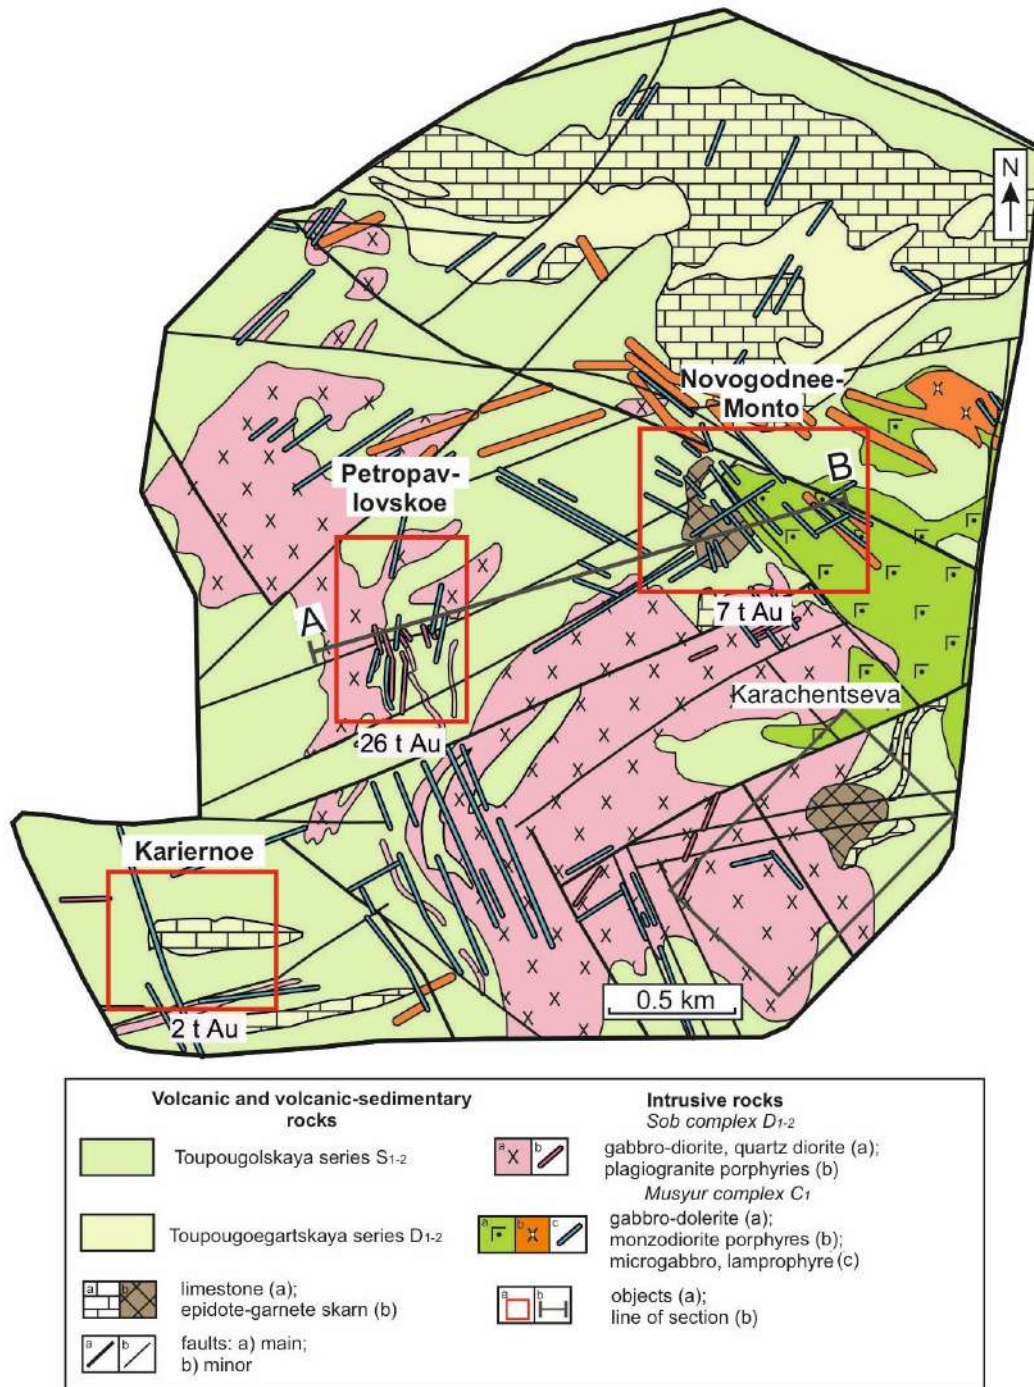 N
Novogodnee-
Monto
B
Petropav-
lovskoe
A
7 t Au
Karachentseva
26 t Au
Kariernoe
0.5 km
2 t Au
Volcanic and volcanic-sedimentary
rocks
Toupougolskaya series S1-2
Toupougoegartskaya series D1-2
a b limestone (a);
epidote-garnete skarn (b)
a b faults: a) main;
b) minor
Intrusive rocks
Sob complex D1-2
a b gabbro-diorite, quartz diorite (a);
plagiogranite porphyries (b)
Musyur complex C1
a b c gabbro-dolerite (a);
monzodiorite porphyres (b);
microgabbro, lamprophyre (c)
a b objects (a);
line of section (b)